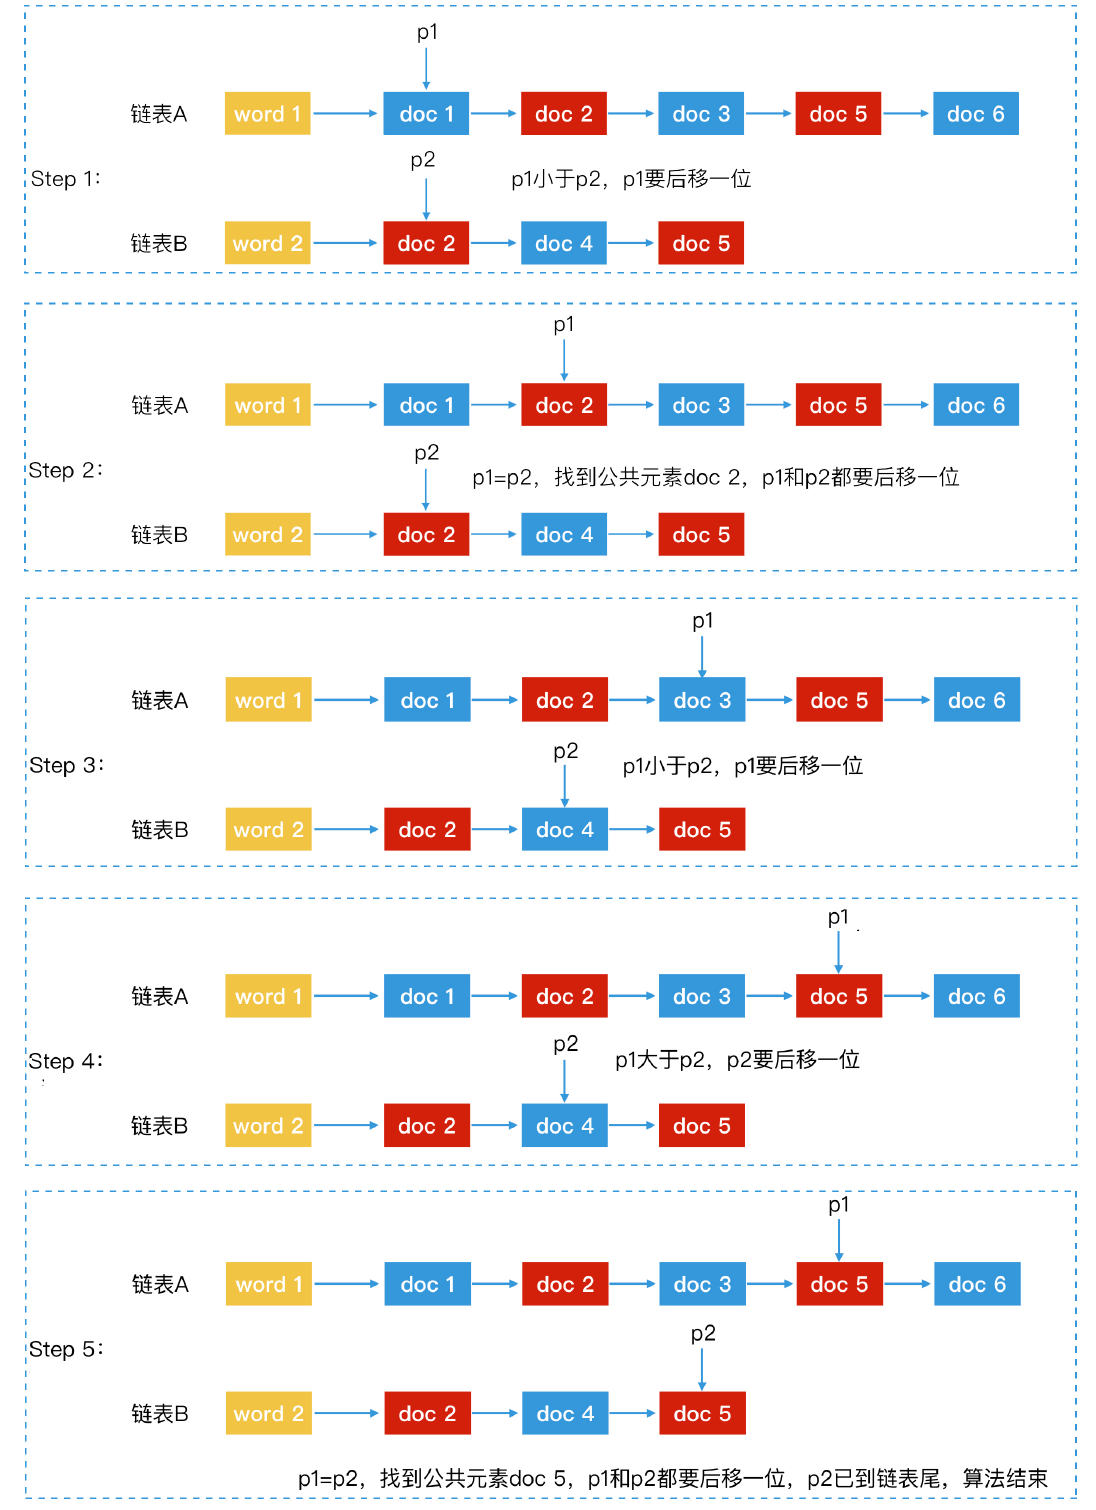 p1
链表A word 1 doc 1 doc 2 doc 3 doc 5 doc 6
p2
Step 1: p1小于p2，p1要后移一位
链表B word 2 doc 2 doc 4 doc 5
p1
链表A word 1 doc 1 doc 2 doc 3 doc 5 doc 6
p2
Step 2: p1=p2，找到公共元素doc 2，p1和p2都要后移一位
链表B word 2 doc 2 doc 4 doc 5
p1
链表A word 1 doc 1 doc 2 doc 3 doc 5 doc 6
p2
Step 3: p1小于p2，p1要后移一位
链表B word 2 doc 2 doc 4 doc 5
p1
链表A word 1 doc 1 doc 2 doc 3 doc 5 doc 6
p2
Step 4: p1大于p2，p2要后移一位
链表B word 2 doc 2 doc 4 doc 5
p1
链表A word 1 doc 1 doc 2 doc 3 doc 5 doc 6
p2
Step 5:
链表B word 2 doc 2 doc 4 doc 5
p1=p2，找到公共元素doc 5，p1和p2都要后移一位，p2已到链表尾，算法结束